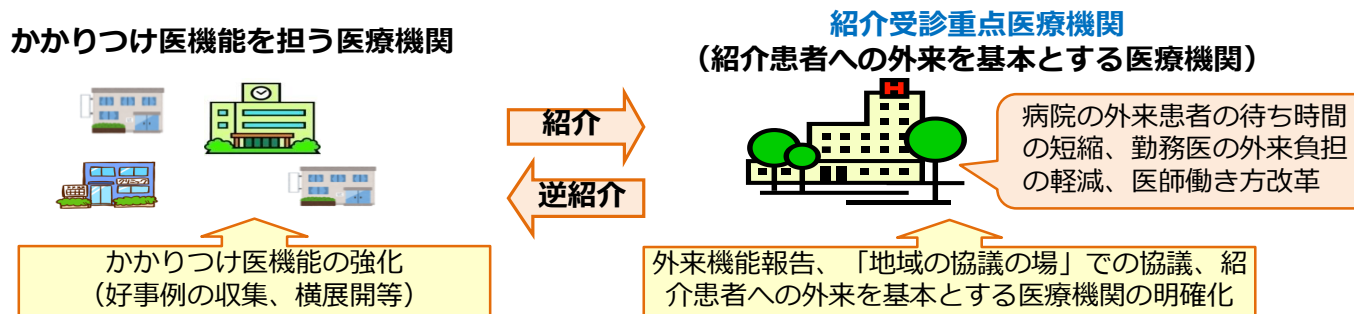 かかりつけ医機能を担う医療機関
紹介受診重点医療機関
（紹介患者への外来を基本とする医療機関）
H
クリニック
紹介
逆紹介
病院の外来患者の待ち時間
の短縮、勤務医の外来負担
の軽減、医師働き方改革
かかりつけ医機能の強化
（好事例の収集、横展開等）
外来機能報告、「地域の協議の場」での協議、紹
介患者への外来を基本とする医療機関の明確化